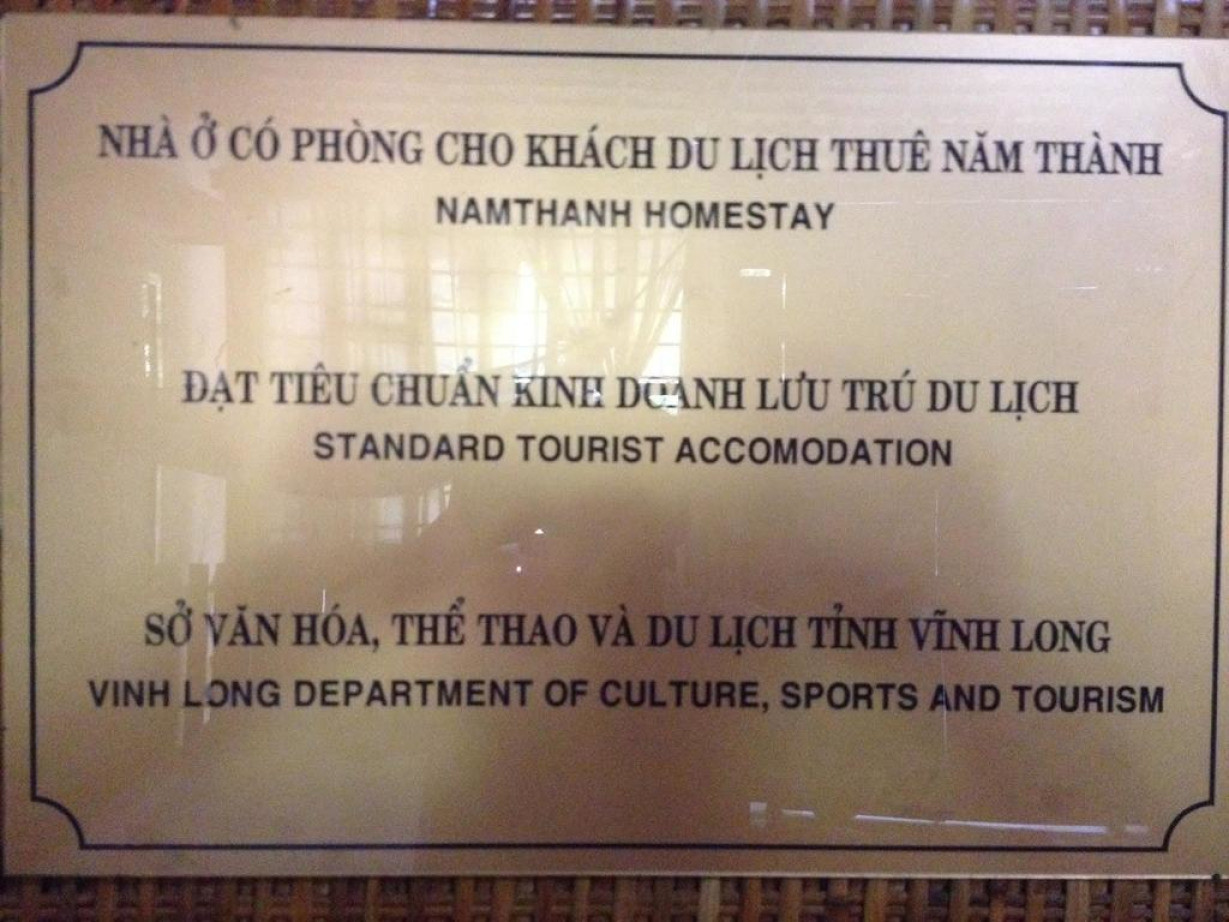 NHÀ Ở CÓ PHÒNG CHO KHÁCH DU LỊCH THUÊ NĂM THÀNH
NAMTHANH HOMESTAY
ĐẠT TIÊU CHUẨN KINH DOANH LƯU TRÚ DU LỊCH
STANDARD TOURIST ACCOMODATION
SỞ VĂN HÓA, THỂ THAO VÀ DU LỊCH TỈNH VĨNH LONG
VINH LONG DEPARTMENT OF CULTURE, SPORTS AND TOURISM